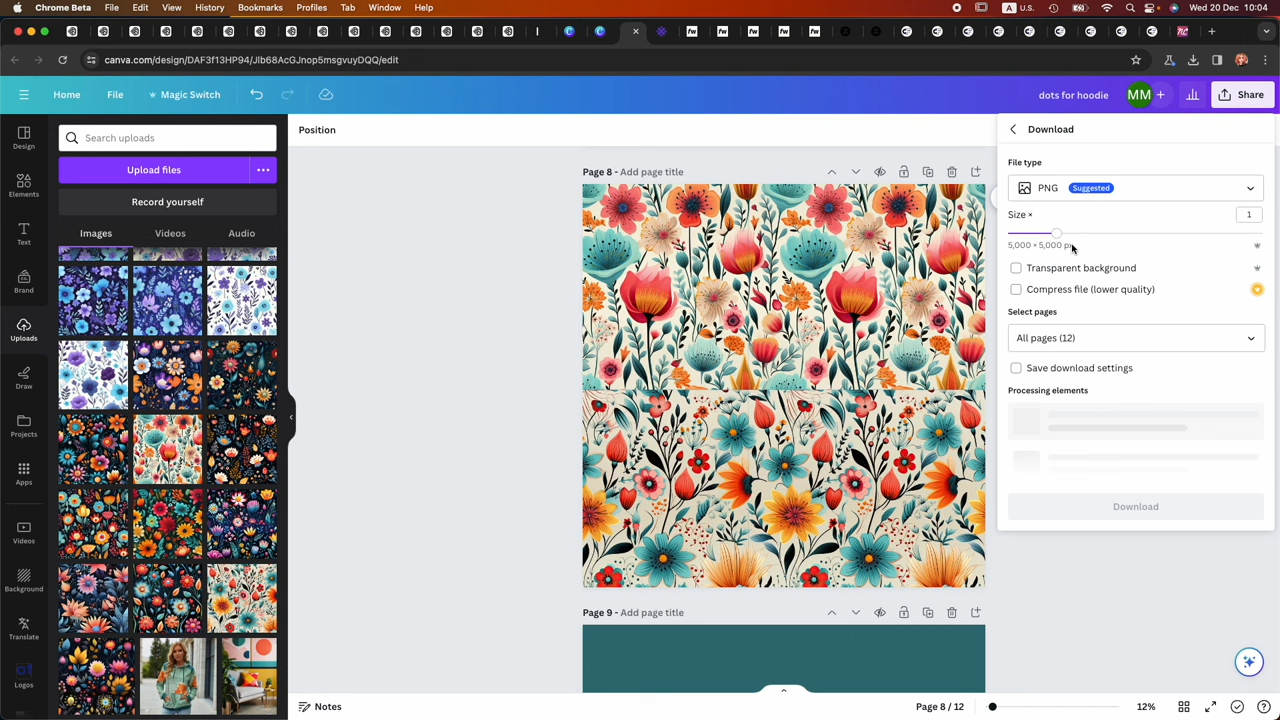 Chrome Beta File Edit View History Bookmarks Profiles Tab Window Help A U.S. Wed 20 Dec 10:04
canva.com/design/DAF3f13HP94/Jlb68AcGJnop5msgvuyDQQ/edit
Home File Magic Switch dots for hoodie MM + Share
Design
Elements
Text
Brand
Uploads
Draw
Projects
Apps
Videos
Background
Translate
Logos
Search uploads
Upload files
Record yourself
Images Videos Audio
Position
Page 8 - Add page title
Page 9 - Add page title
Download
File type
PNG Suggested
Size × 1
5,000 × 5,000 px
Transparent background
Compress file (lower quality)
Select pages
All pages (12)
Save download settings
Processing elements
Download
Notes Page 8 / 12 12%